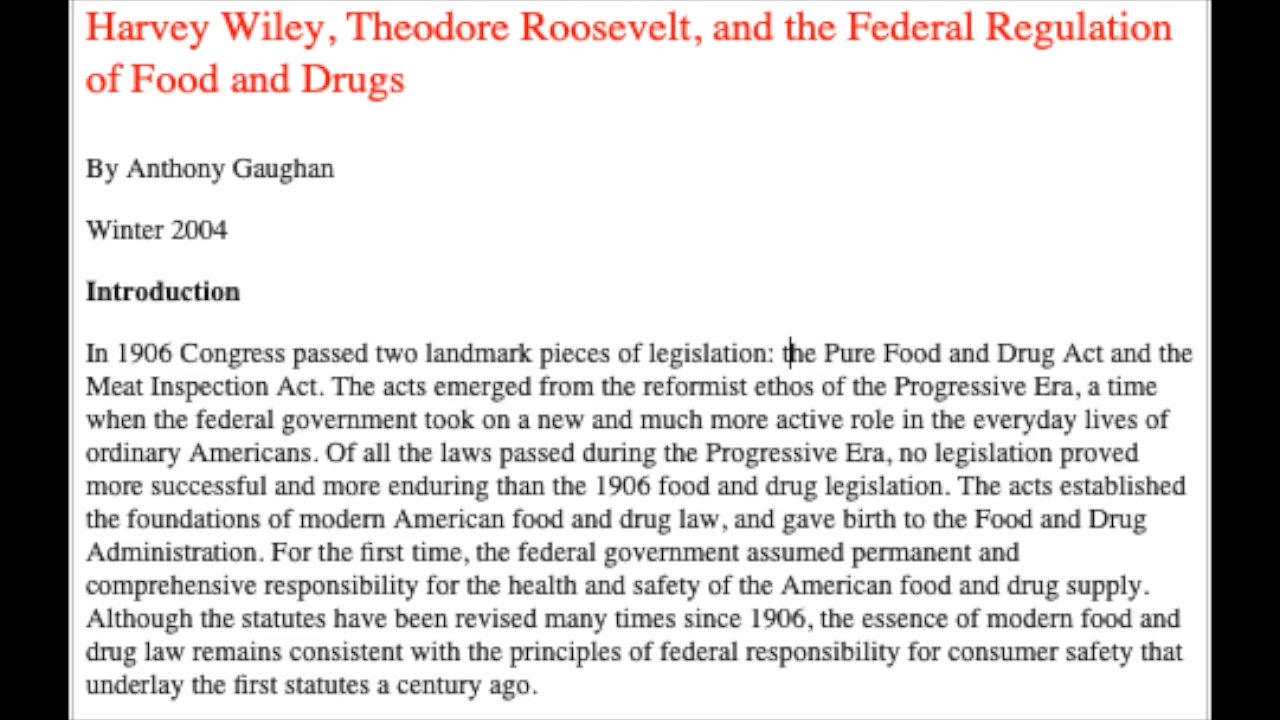 Harvey Wiley, Theodore Roosevelt, and the Federal Regulation
of Food and Drugs
By Anthony Gaughan
Winter 2004
Introduction
In 1906 Congress passed two landmark pieces of legislation: the Pure Food and Drug Act and the
Meat Inspection Act. The acts emerged from the reformist ethos of the Progressive Era, a time
when the federal government took on a new and much more active role in the everyday lives of
ordinary Americans. Of all the laws passed during the Progressive Era, no legislation proved
more successful and more enduring than the 1906 food and drug legislation. The acts established
the foundations of modern American food and drug law, and gave birth to the Food and Drug
Administration. For the first time, the federal government assumed permanent and
comprehensive responsibility for the health and safety of the American food and drug supply.
Although the statutes have been revised many times since 1906, the essence of modern food and
drug law remains consistent with the principles of federal responsibility for consumer safety that
underlay the first statutes a century ago.